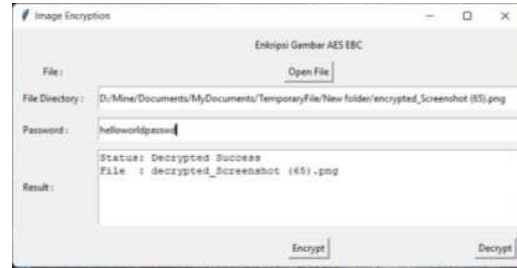 Image Encryption
Enkripsi Gambar AES EBC
File : Open File
File Directory : D:/Mine/Documents/MyDocuments/TemporaryFile/New folder/encrypted_Screenshot (65).png
Password : helloworldpasswd
Status: Decrypted Success
File : decrypted_Screenshot (65).png
Result :
Encrypt Decrypt